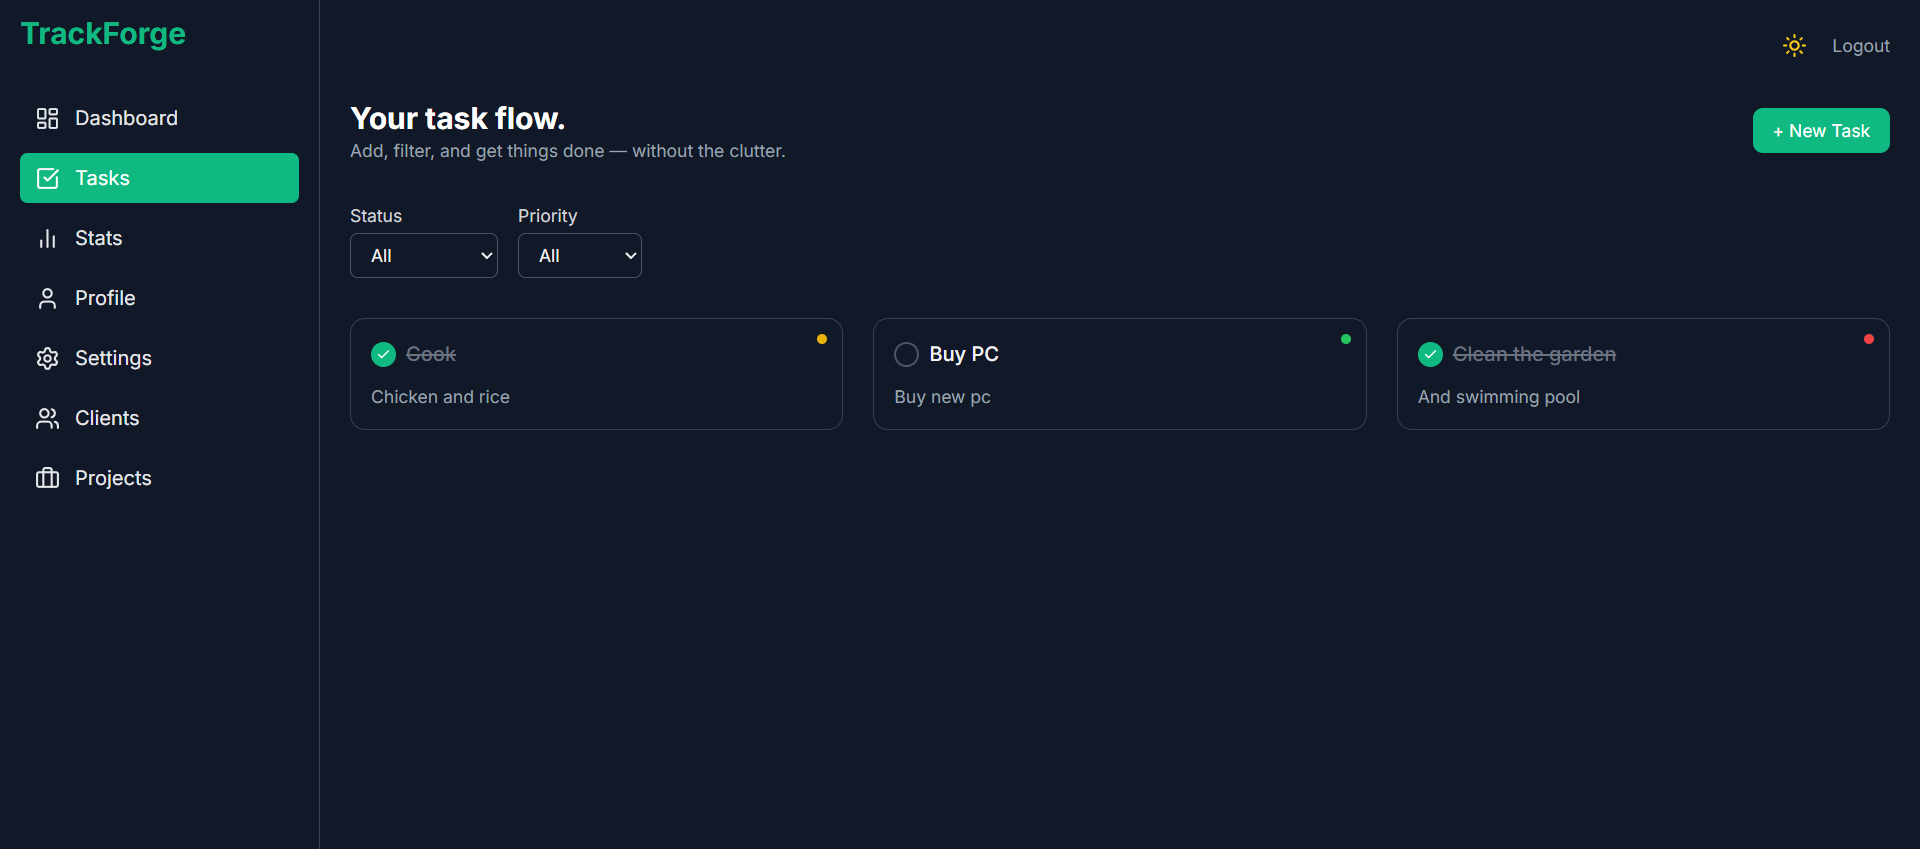 TrackForge
Dashboard
Tasks
Stats
Profile
Settings
Clients
Projects
Logout
Your task flow.
Add, filter, and get things done — without the clutter.
+ New Task
Status
Priority
All
All
Cook
Chicken and rice
Buy PC
Buy new pc
Clean the garden
And swimming pool